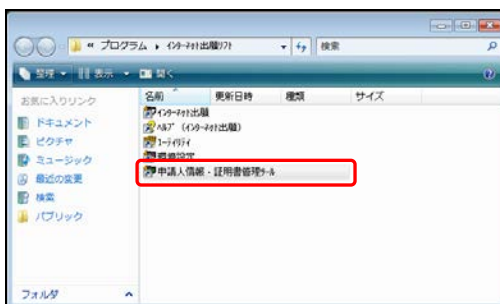 « プログラム ▸ ｲﾝﾀｰﾈｯﾄ出願ｿﾌﾄ
検索
整理 表示 開く
お気に入りリンク
ドキュメント
ピクチャ
ミュージック
最近の変更
検索
パブリック
フォルダ
名前 更新日時 種類 サイズ
ｲﾝﾀｰﾈｯﾄ出願
ﾍﾙﾌﾟ (ｲﾝﾀｰﾈｯﾄ出願)
ﾕｰﾃｨﾘﾃｨ
環境設定
申請人情報・証明書管理ﾂｰﾙ